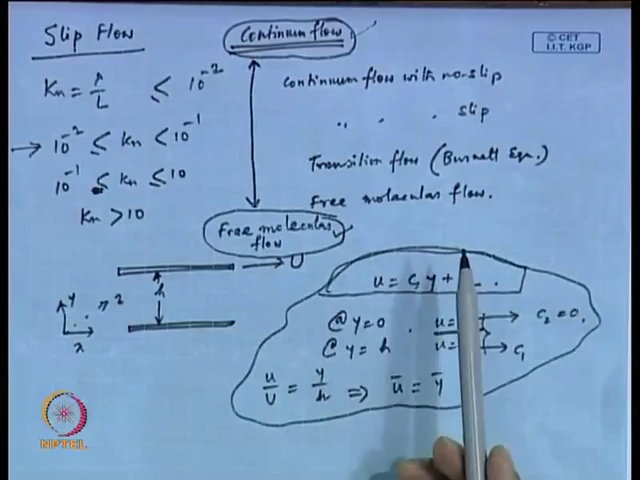 Slip Flow
Continuum flow
© CET
I.I.T. KGP
Kn = λ/L ≤ 10⁻² Continuum flow with no-slip
→ 10⁻² ≤ Kn < 10⁻¹ " " " slip
10⁻¹ ≤ Kn ≤ 10 Transition flow (Burnett Eqn.)
Kn > 10 Free molecular flow.
Free molecular flow
U
h
y
x
u = C₁ y +
@ y = 0 u = → C₂ = 0,
@ y = h u = → C₁
u/U = y/h ⇒ ū = ȳ
NPTEL